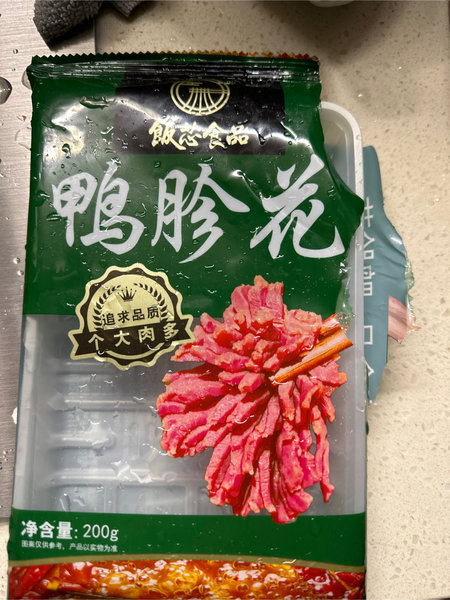 飯芯食品
鸭胗花
追求品质
个大肉多
净含量: 200g
图案仅供参考，产品以实物为准